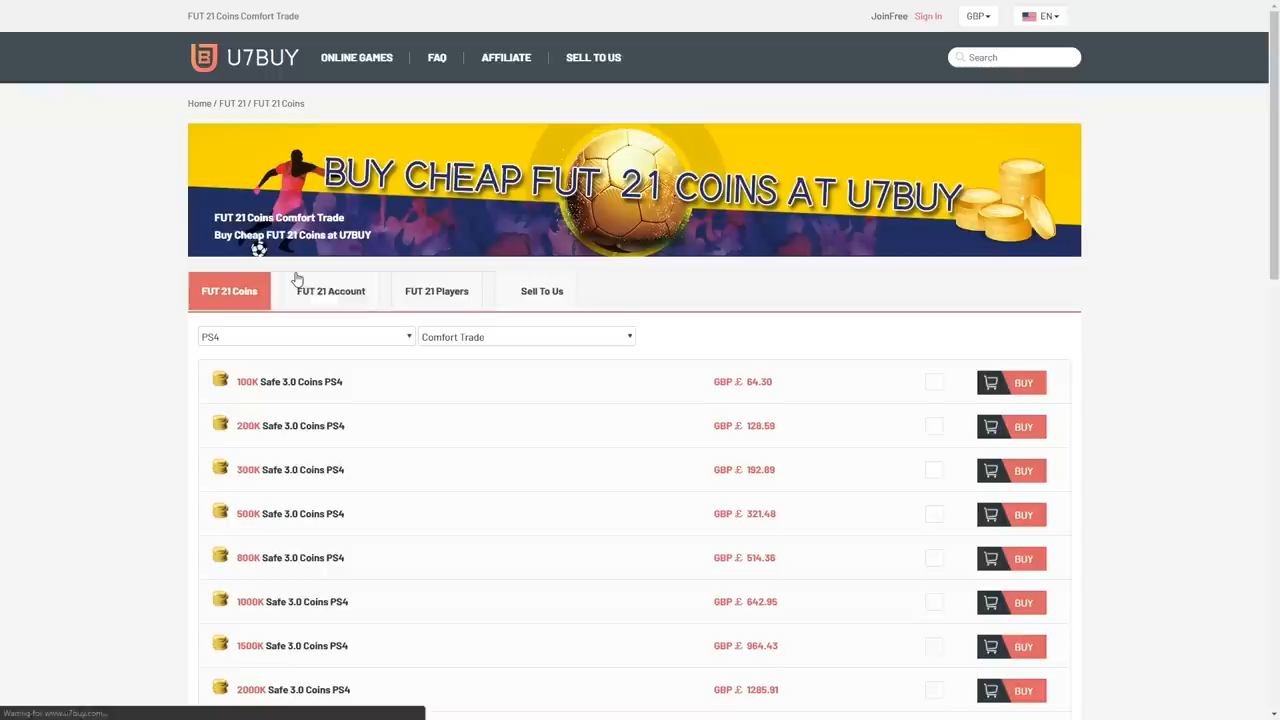 FUT 21 Coins Comfort Trade
JoinFree Sign In GBP EN
U7BUY ONLINE GAMES FAQ AFFILIATE SELL TO US Search
Home / FUT 21 / FUT 21 Coins
BUY CHEAP FUT 21 COINS AT U7BUY
FUT 21 Coins Comfort Trade
Buy Cheap FUT 21 Coins at U7BUY
FUT 21 Coins FUT 21 Account FUT 21 Players Sell To Us
PS4 Comfort Trade
100K Safe 3.0 Coins PS4 GBP £ 64.30 BUY
200K Safe 3.0 Coins PS4 GBP £ 128.59 BUY
300K Safe 3.0 Coins PS4 GBP £ 192.89 BUY
500K Safe 3.0 Coins PS4 GBP £ 321.48 BUY
800K Safe 3.0 Coins PS4 GBP £ 514.36 BUY
1000K Safe 3.0 Coins PS4 GBP £ 642.95 BUY
1500K Safe 3.0 Coins PS4 GBP £ 964.43 BUY
2000K Safe 3.0 Coins PS4 GBP £ 1285.91 BUY
Waiting for www.u7buy.com...